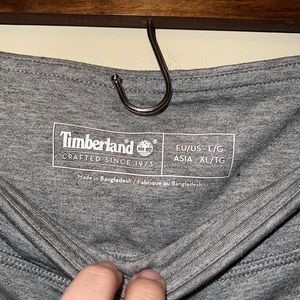 Timberland
CRAFTED SINCE 1973
EU/US - L/G
ASIA - XL/TG
Made in Bangladesh / Fabriqué au Bangladesh